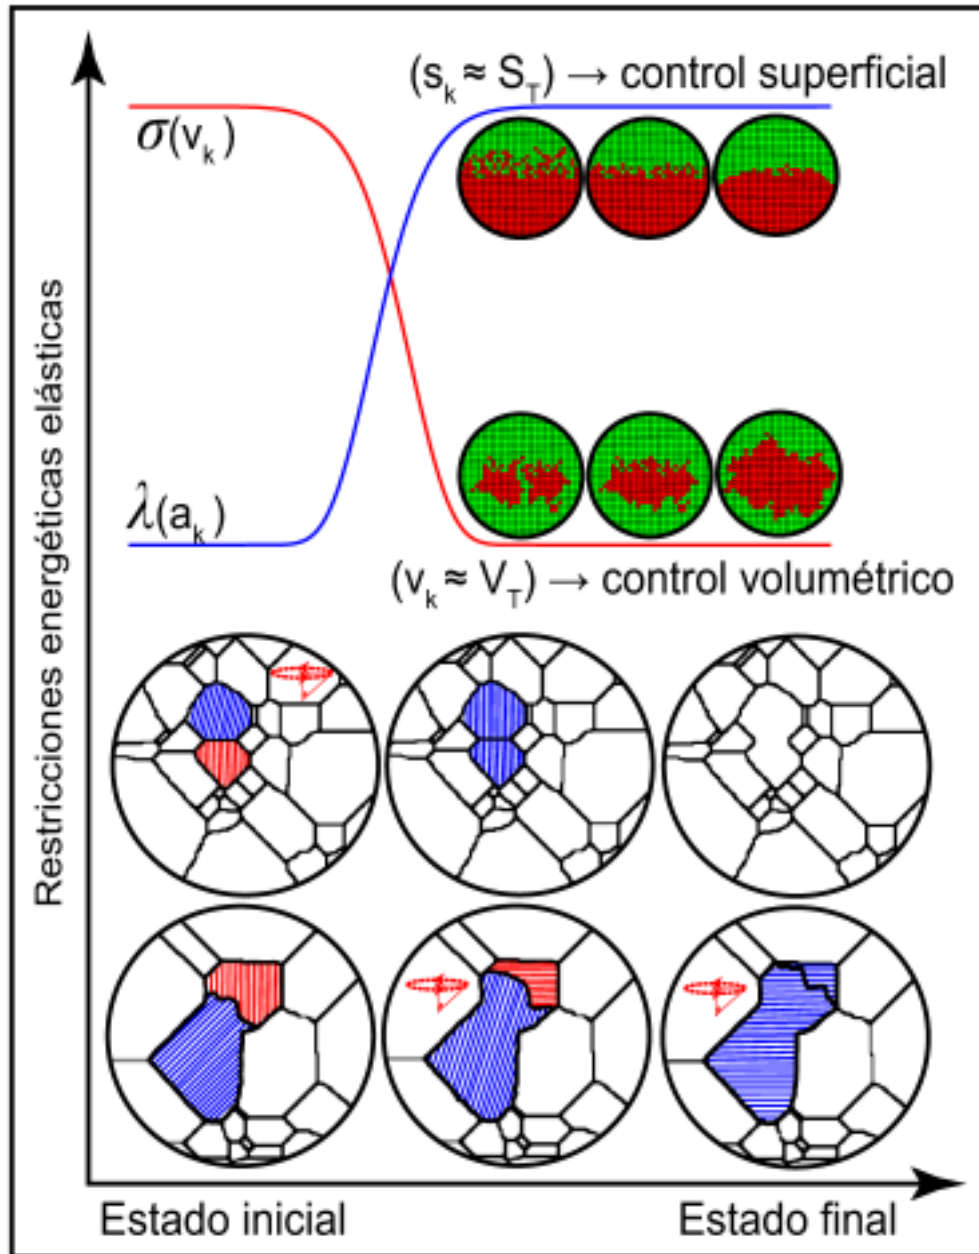 (s_k ≈ S_T) → control superficial
σ(v_k)
λ(a_k)
(v_k ≈ V_T) → control volumétrico
Restricciones energéticas elásticas
Estado inicial
Estado final